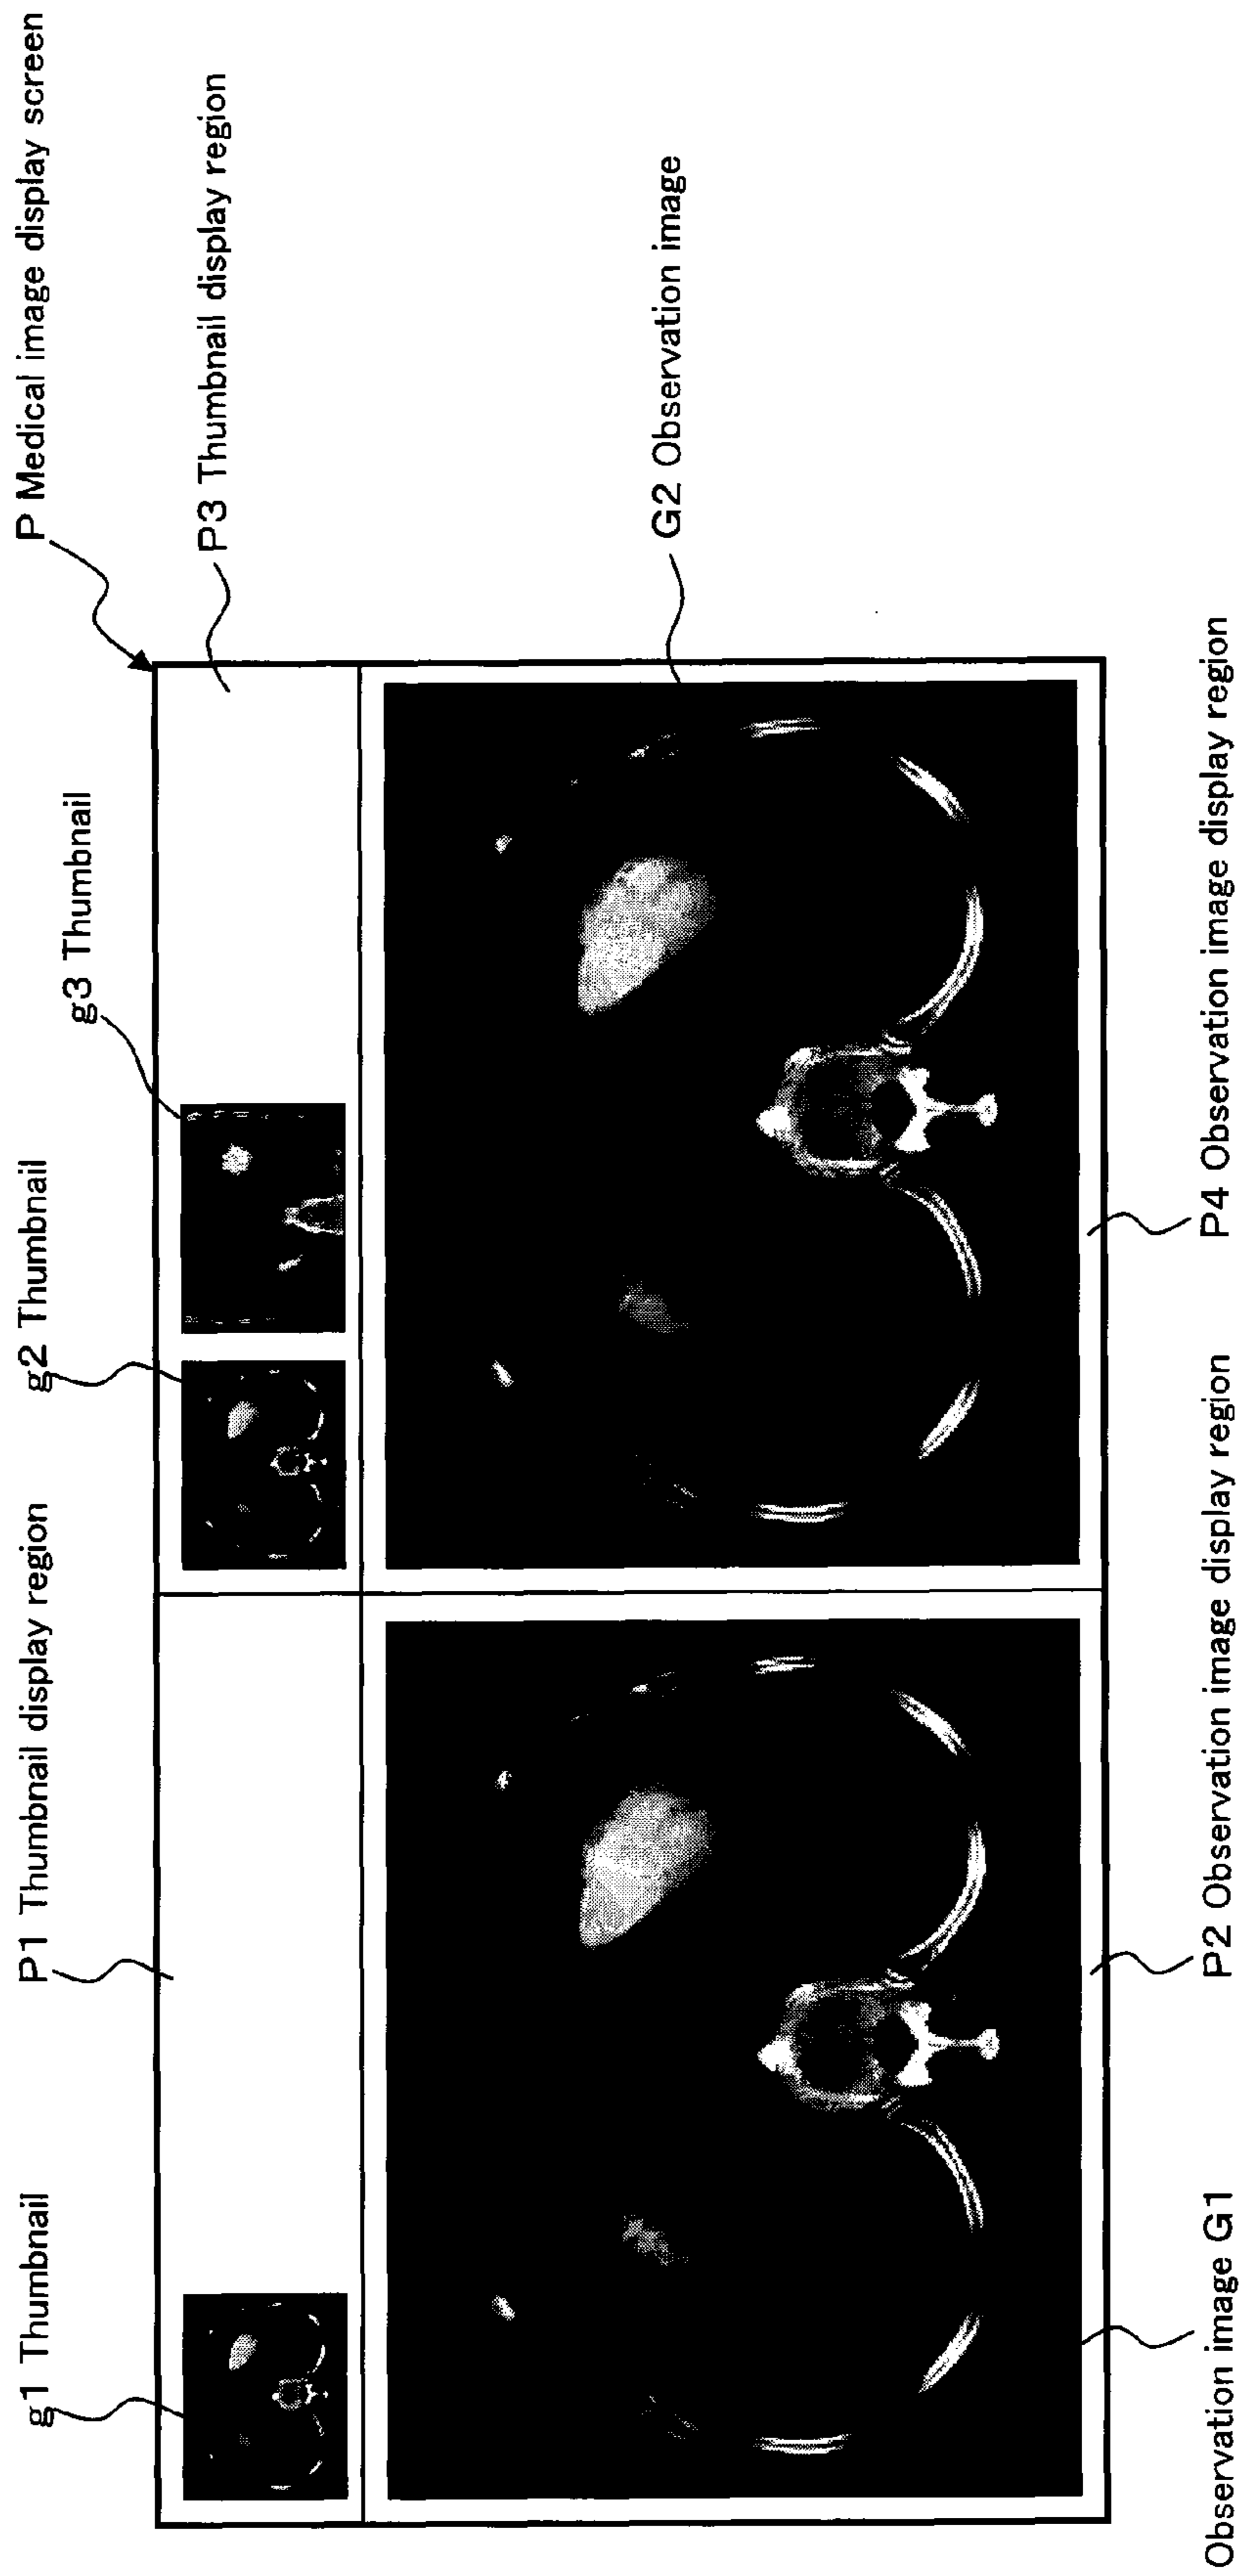 P Medical image display screen
P1 Thumbnail display region
P3 Thumbnail display region
g1 Thumbnail
g2 Thumbnail
g3 Thumbnail
G2 Observation image
Observation image G1
P2 Observation image display region
P4 Observation image display region